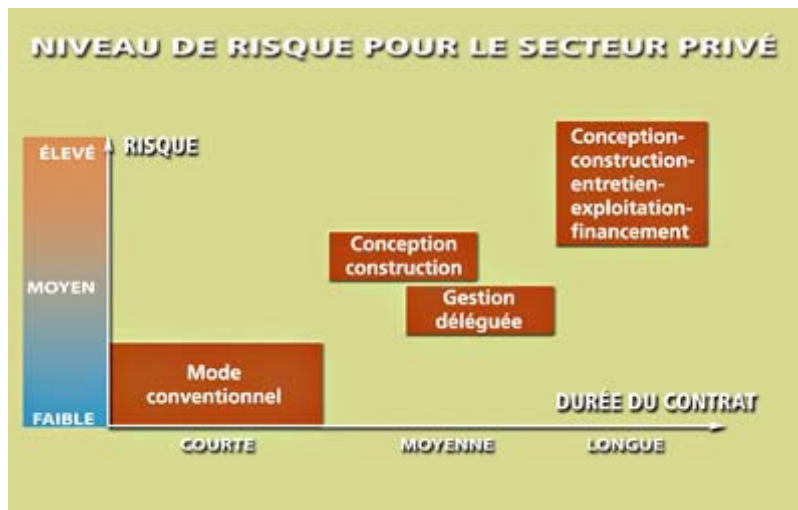 NIVEAU DE RISQUE POUR LE SECTEUR PRIVÉ
ÉLEVÉ
RISQUE
Conception-
construction-
entretien-
exploitation-
financement
Conception
construction
MOYEN
Gestion
déléguée
Mode
conventionnel
DURÉE DU CONTRAT
FAIBLE
COURTE
MOYENNE
LONGUE